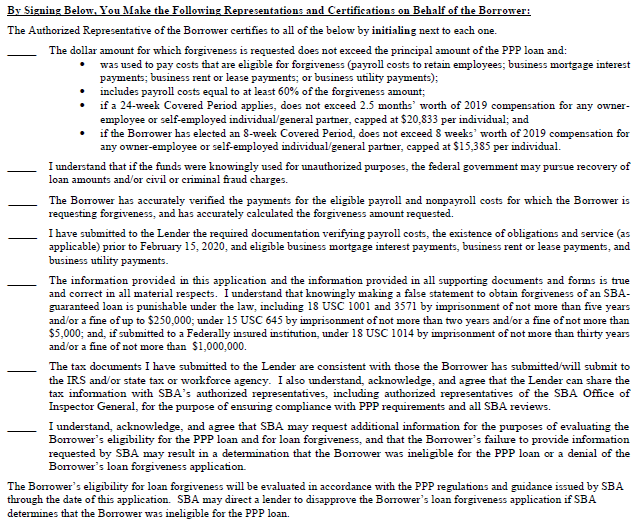 By Signing Below, You Make the Following Representations and Certifications on Behalf of the Borrower:
The Authorized Representative of the Borrower certifies to all of the below by initialing next to each one.
_____ The dollar amount for which forgiveness is requested does not exceed the principal amount of the PPP loan and:
• was used to pay costs that are eligible for forgiveness (payroll costs to retain employees; business mortgage interest
payments; business rent or lease payments; or business utility payments);
• includes payroll costs equal to at least 60% of the forgiveness amount;
• if a 24-week Covered Period applies, does not exceed 2.5 months’ worth of 2019 compensation for any owner-
employee or self-employed individual/general partner, capped at $20,833 per individual; and
• if the Borrower has elected an 8-week Covered Period, does not exceed 8 weeks’ worth of 2019 compensation for
any owner-employee or self-employed individual/general partner, capped at $15,385 per individual.
_____ I understand that if the funds were knowingly used for unauthorized purposes, the federal government may pursue recovery of
loan amounts and/or civil or criminal fraud charges.
_____ The Borrower has accurately verified the payments for the eligible payroll and nonpayroll costs for which the Borrower is
requesting forgiveness, and has accurately calculated the forgiveness amount requested.
_____ I have submitted to the Lender the required documentation verifying payroll costs, the existence of obligations and service (as
applicable) prior to February 15, 2020, and eligible business mortgage interest payments, business rent or lease payments, and
business utility payments.
_____ The information provided in this application and the information provided in all supporting documents and forms is true
and correct in all material respects. I understand that knowingly making a false statement to obtain forgiveness of an SBA-
guaranteed loan is punishable under the law, including 18 USC 1001 and 3571 by imprisonment of not more than five years
and/or a fine of up to $250,000; under 15 USC 645 by imprisonment of not more than two years and/or a fine of not more than
$5,000; and, if submitted to a Federally insured institution, under 18 USC 1014 by imprisonment of not more than thirty years
and/or a fine of not more than $1,000,000.
_____ The tax documents I have submitted to the Lender are consistent with those the Borrower has submitted/will submit to
the IRS and/or state tax or workforce agency. I also understand, acknowledge, and agree that the Lender can share the
tax information with SBA’s authorized representatives, including authorized representatives of the SBA Office of
Inspector General, for the purpose of ensuring compliance with PPP requirements and all SBA reviews.
_____ I understand, acknowledge, and agree that SBA may request additional information for the purposes of evaluating the
Borrower’s eligibility for the PPP loan and for loan forgiveness, and that the Borrower’s failure to provide information
requested by SBA may result in a determination that the Borrower was ineligible for the PPP loan or a denial of the
Borrower’s loan forgiveness application.
The Borrower’s eligibility for loan forgiveness will be evaluated in accordance with the PPP regulations and guidance issued by SBA
through the date of this application. SBA may direct a lender to disapprove the Borrower’s loan forgiveness application if SBA
determines that the Borrower was ineligible for the PPP loan.